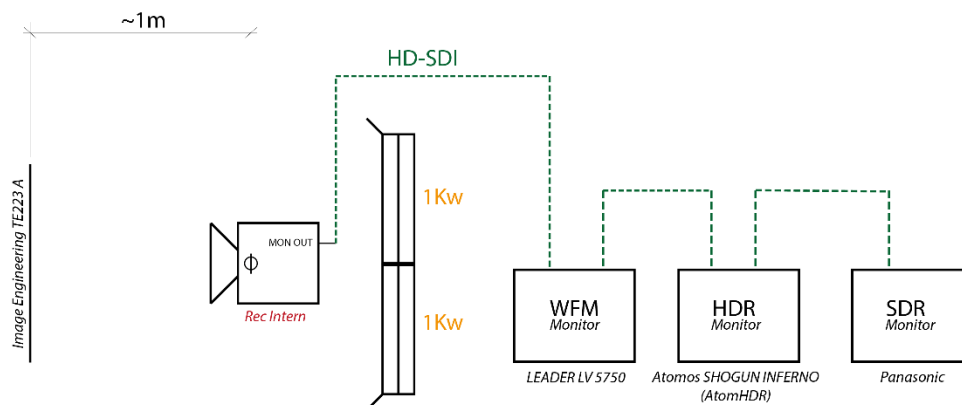 ~1m
HD-SDI
Image Engineering TE223 A
1Kw
MON OUT
Rec Intern
1Kw
WFM
Monitor
HDR
Monitor
SDR
Monitor
LEADER LV 5750
Atomos SHOGUN INFERNO
(AtomHDR)
Panasonic